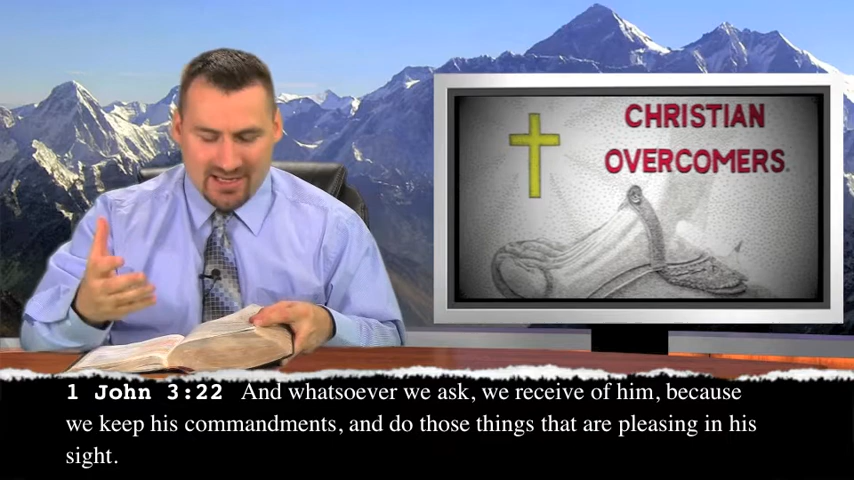 CHRISTIAN
OVERCOMERS.
1 John 3:22 And whatsoever we ask, we receive of him, because
we keep his commandments, and do those things that are pleasing in his
sight.